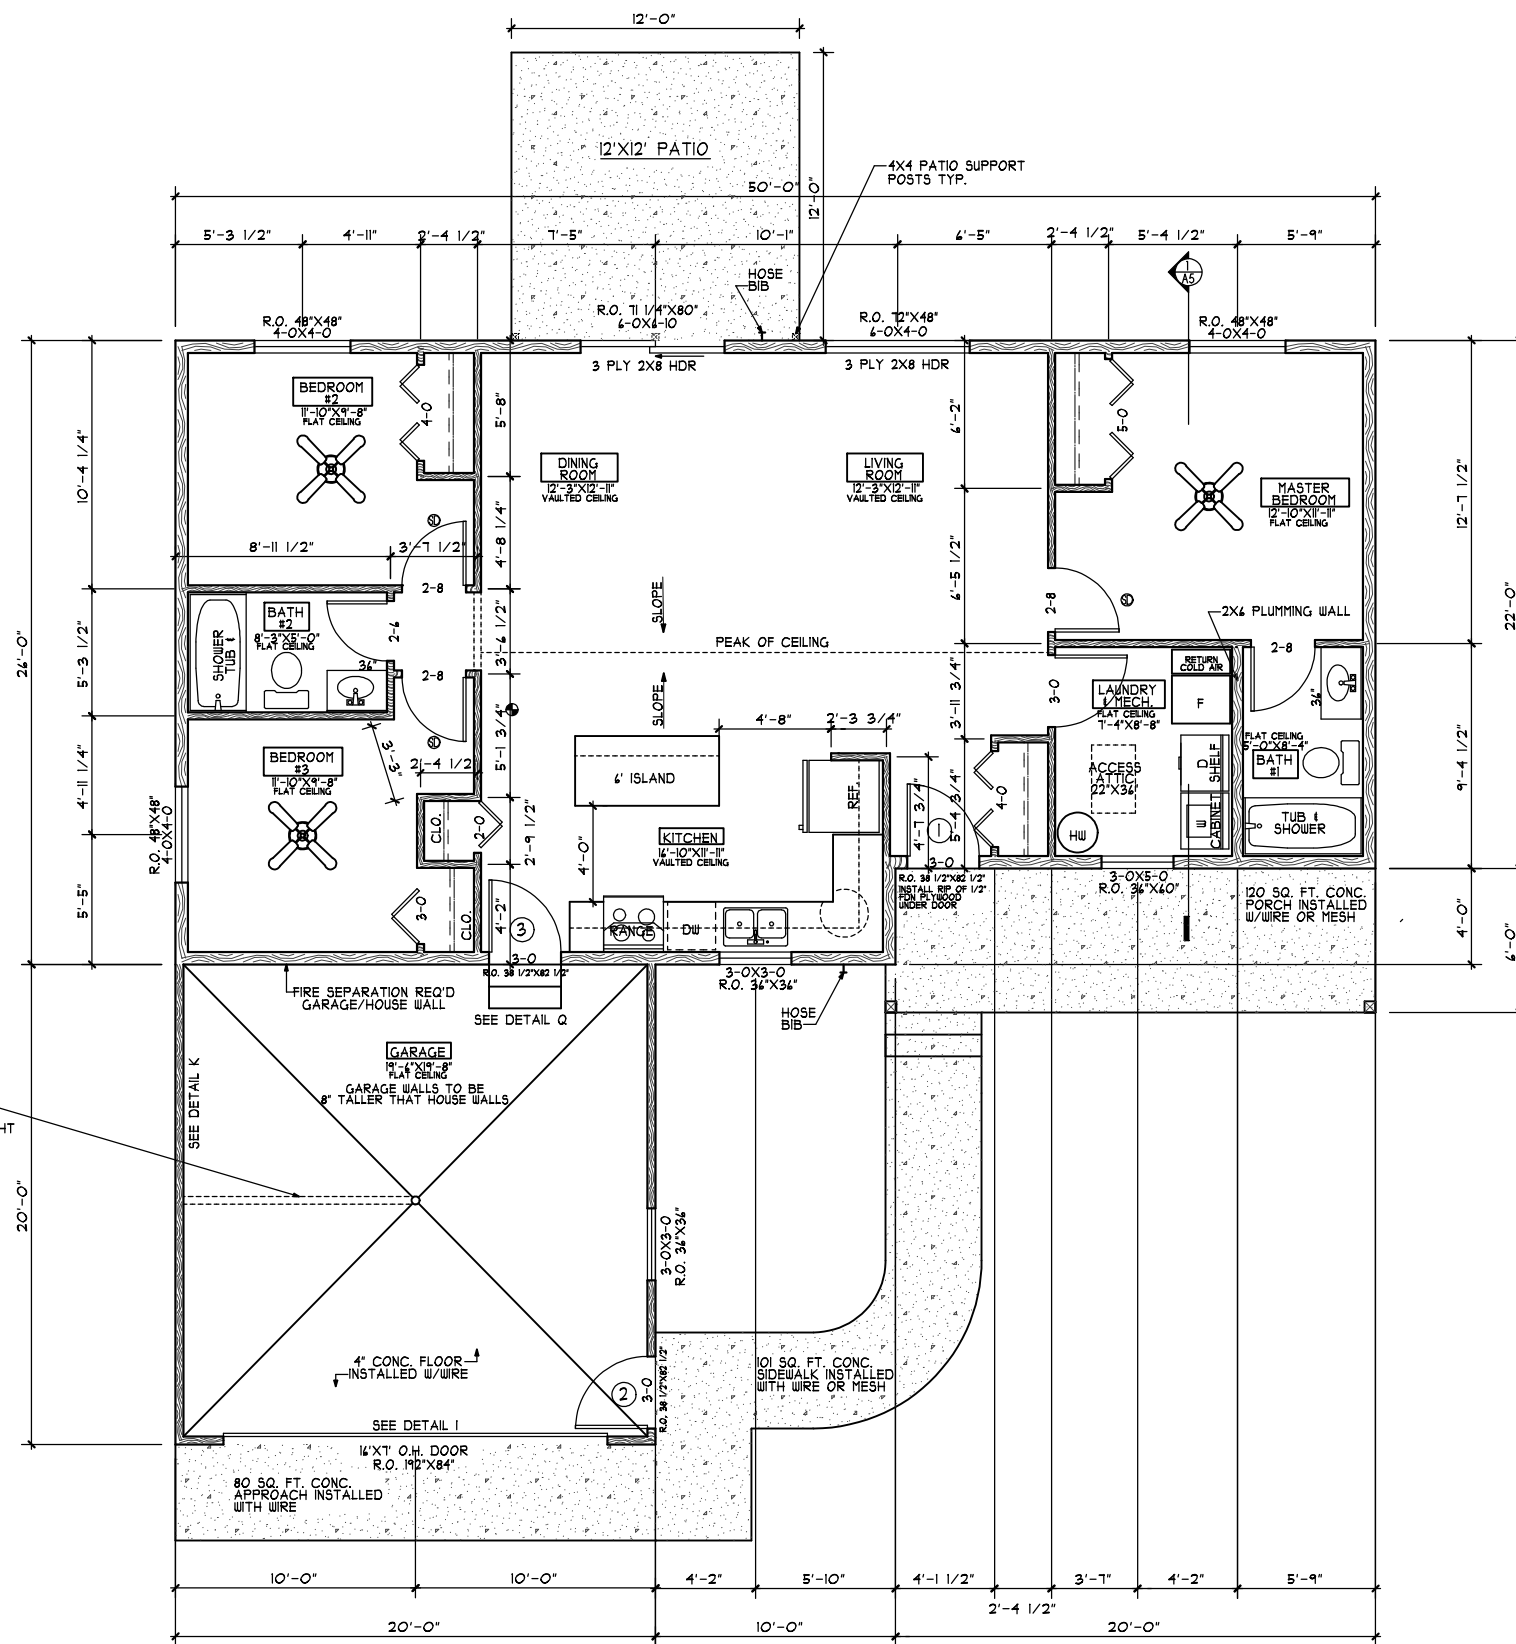 12'-0"
12'X12' PATIO
4X4 PATIO SUPPORT
POSTS TYP.
50'-0"
12'-0"
5'-3 1/2"
4'-11"
2'-4 1/2"
7'-5"
10'-1"
6'-5"
2'-4 1/2"
5'-4 1/2"
5'-9"
1
A5
HOSE
BIB
R.O. 48"X48"
4-0X4-0
R.O. 71 1/4"X80"
6-0X6-10
R.O. 72"X48"
6-0X4-0
R.O. 48"X48"
4-0X4-0
3 PLY 2X8 HDR
3 PLY 2X8 HDR
BEDROOM
#2
11'-10"X9'-8"
FLAT CEILING
4-0
5'-8"
6'-2"
5-0
DINING
ROOM
12'-3"X12'-11"
VAULTED CEILING
LIVING
ROOM
12'-3"X12'-11"
VAULTED CEILING
MASTER
BEDROOM
12'-10"X11'-11"
FLAT CEILING
10'-4 1/4"
12'-7 1/2"
SD
8'-11 1/2"
3'-7 1/2"
4'-8 1/4"
6'-5 1/2"
2-8
2-8
SD
SLOPE
2X6 PLUMMING WALL
22'-0"
26'-0"
BATH
#2
8'-3"X5'-0"
FLAT CEILING
SHOWER
TUB &
2-6
36"
2-8
3'-6 1/2"
PEAK OF CEILING
2-8
5'-3 1/2"
RETURN
COLD AIR
F
36"
LAUNDRY
/MECH.
FLAT CEILING
7'-4"X8'-8"
3-0
3'-11 3/4"
SLOPE
4'-8"
2'-3 3/4"
5'-1 3/4"
SD
3'-3"
BEDROOM
#3
11'-10"X9'-8"
FLAT CEILING
2'-4 1/2"
6' ISLAND
REF.
4'-7 3/4"
5'-4 3/4"
4-0
ACCESS
ATTIC
22"X36"
D
W
CABINET
SHELF
FLAT CEILING
5'-0"X8'-4"
BATH
#1
9'-4 1/2"
4'-11 1/4"
R.O. 48"X48"
4-0X4-0
CLO.
2-0
2'-9 1/2"
4'-0"
KITCHEN
16'-10"X11'-11"
VAULTED CEILING
1
HW
TUB &
SHOWER
5'-5"
3-0
CLO.
4'-2"
3
3-0
R.O. 38 1/2"X82 1/2"
RANGE
DW
3-0X3-0
R.O. 36"X36"
3-0
R.O. 38 1/2"X82 1/2"
INSTALL RIP OF 1/2"
FDN PLYWOOD
UNDER DOOR
3-0X5-0
R.O. 36"X60"
120 SQ. FT. CONC.
PORCH INSTALLED
W/WIRE OR MESH
4'-0"
6'-0"
FIRE SEPARATION REQ'D
GARAGE/HOUSE WALL
SEE DETAIL Q
HOSE
BIB
GARAGE
19'-6"X19'-8"
FLAT CEILING
GARAGE WALLS TO BE
8" TALLER THAT HOUSE WALLS
SEE DETAIL K
HT
20'-0"
3-0X3-0
R.O. 36"X36"
4" CONC. FLOOR
INSTALLED W/WIRE
2
3-0
R.O. 38 1/2"X82 1/2"
101 SQ. FT. CONC.
SIDEWALK INSTALLED
WITH WIRE OR MESH
SEE DETAIL I
16'X7' O.H. DOOR
R.O. 192"X84"
80 SQ. FT. CONC.
APPROACH INSTALLED
WITH WIRE
10'-0"
10'-0"
4'-2"
5'-10"
4'-1 1/2"
2'-4 1/2"
3'-7"
4'-2"
5'-9"
20'-0"
10'-0"
20'-0"